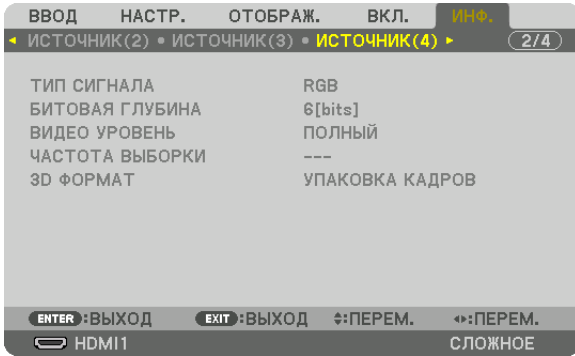 ВВОД НАСТР. ОТОБРАЖ. ВКЛ. ИНФ.
ИСТОЧНИК(2) • ИСТОЧНИК(3) • ИСТОЧНИК(4) 2/4
ТИП СИГНАЛА RGB
БИТОВАЯ ГЛУБИНА 6[bits]
ВИДЕО УРОВЕНЬ ПОЛНЫЙ
ЧАСТОТА ВЫБОРКИ ---
3D ФОРМАТ УПАКОВКА КАДРОВ
ENTER :ВЫХОД EXIT :ВЫХОД :ПЕРЕМ. :ПЕРЕМ.
HDMI1 СЛОЖНОЕ